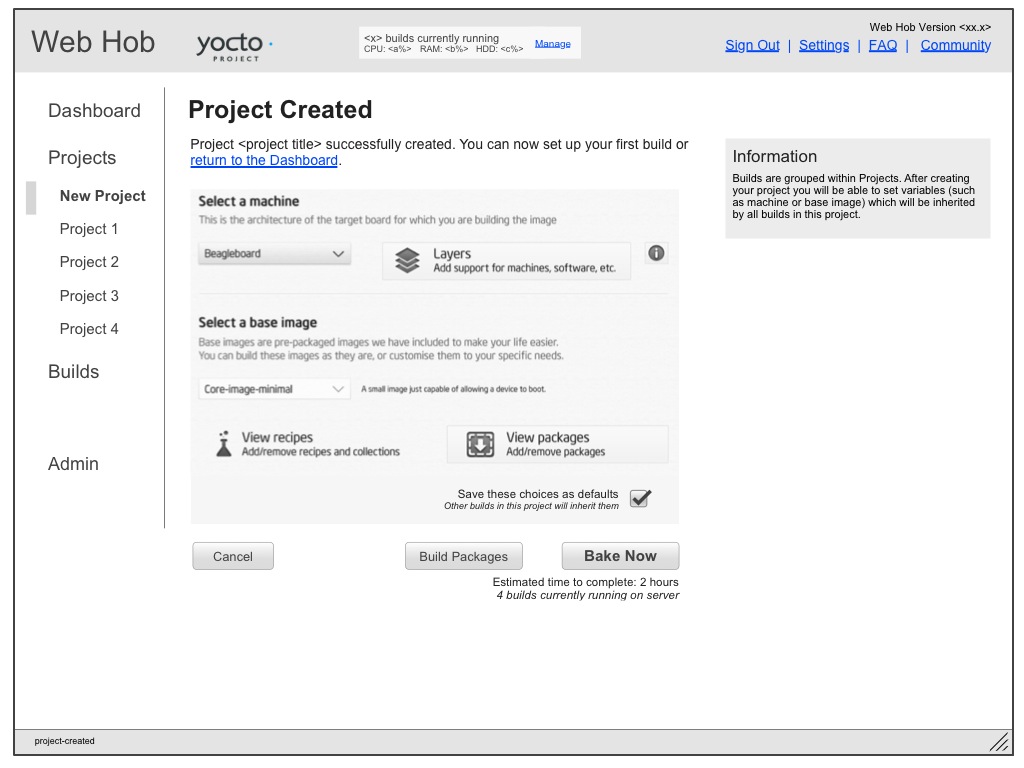 Web Hob
yocto
PROJECT
<x> builds currently running
CPU: <a%> RAM: <b%> HDD: <c%>
Manage
Web Hob Version <xx.x>
Sign Out | Settings | FAQ | Community
Dashboard
Projects
New Project
Project 1
Project 2
Project 3
Project 4
Builds
Admin
Project Created
Project <project title> successfully created. You can now set up your first build or
return to the Dashboard.
Select a machine
This is the architecture of the target board for which you are building the image
Beagleboard
Layers
Add support for machines, software, etc.
Select a base image
Base images are pre-packaged images we have included to make your life easier.
You can build these images as they are, or customise them to your specific needs.
Core-image-minimal
A small image just capable of allowing a device to boot.
View recipes
Add/remove recipes and collections
View packages
Add/remove packages
Save these choices as defaults
Other builds in this project will inherit them
Cancel
Build Packages
Bake Now
Estimated time to complete: 2 hours
4 builds currently running on server
Information
Builds are grouped within Projects. After creating
your project you will be able to set variables (such
as machine or base image) which will be inherited
by all builds in this project.
project-created